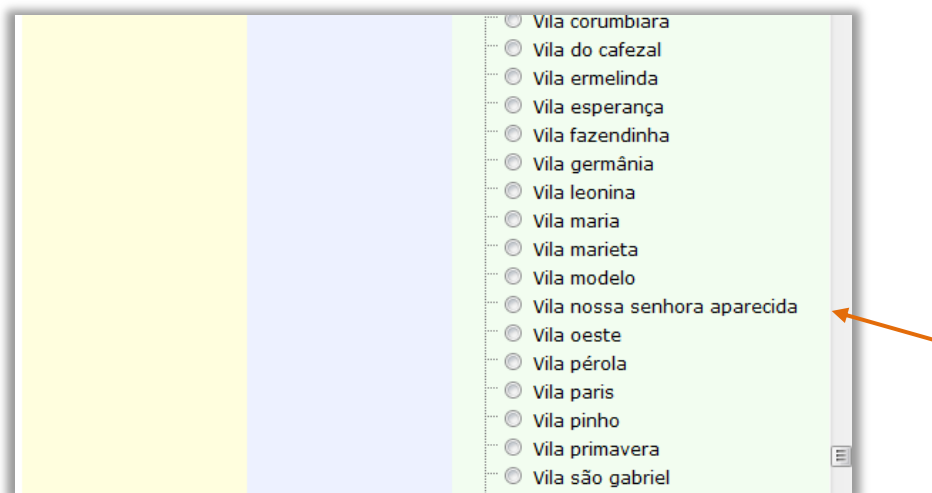 Vila corumbiara
Vila do cafezal
Vila ermelinda
Vila esperança
Vila fazendinha
Vila germânia
Vila leonina
Vila maria
Vila marieta
Vila modelo
Vila nossa senhora aparecida
Vila oeste
Vila pérola
Vila paris
Vila pinho
Vila primavera
Vila são gabriel